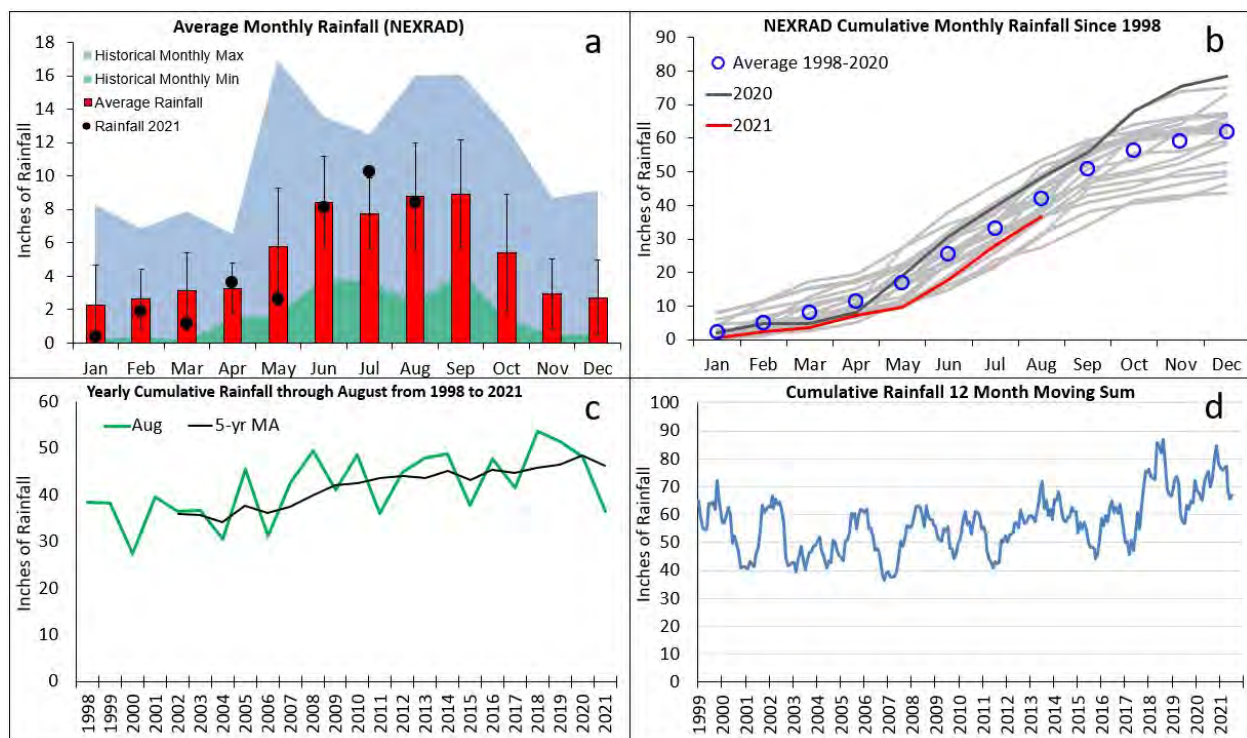 Average Monthly Rainfall (NEXRAD)
a
Inches of Rainfall
18
16
14
12
10
8
6
4
2
0
Historical Monthly Max
Historical Monthly Min
Average Rainfall
Rainfall 2021
Jan Feb Mar Apr May Jun Jul Aug Sep Oct Nov Dec
NEXRAD Cumulative Monthly Rainfall Since 1998
b
Inches of Rainfall
90
80
70
60
50
40
30
20
10
0
Average 1998-2020
2020
2021
Jan Feb Mar Apr May Jun Jul Aug Sep Oct Nov Dec
Yearly Cumulative Rainfall through August from 1998 to 2021
c
Inches of Rainfall
60
50
40
30
20
10
0
Aug 5-yr MA
1998 1999 2000 2001 2002 2003 2004 2005 2006 2007 2008 2009 2010 2011 2012 2013 2014 2015 2016 2017 2018 2019 2020 2021
Cumulative Rainfall 12 Month Moving Sum
d
Inches of Rainfall
100
90
80
70
60
50
40
30
20
10
0
1999 2000 2001 2002 2003 2004 2005 2006 2007 2008 2009 2010 2011 2012 2013 2014 2015 2016 2017 2018 2019 2020 2021